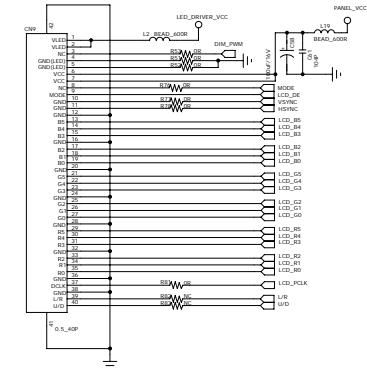 PANEL_VCC
LED_DRIVER_VCC
42
CN9
L2 BEAD_600R
L19
BEAD_600R
VLED 1
VLED 2
NC 3
GND(LED) 4
GND(LED) 5
VCC 6
VCC 7
NC 8
MODE 9
GND 10
GND 11
GND 12
B5 13
B4 14
B3 15
GND 16
B2 17
B1 18
B0 19
GND 20
G5 21
G4 22
G3 23
GND 24
G2 25
G1 26
G0 27
GND 28
R5 29
R4 30
R3 31
GND 32
R2 33
R1 34
R0 35
GND 36
DCLK 37
GND 38
L/R 39
U/D 40
0R DIM_PWM
0R
0R
100uF/16V
104P
0R MODE
LCD_DE
0R VSYNC
0R HSYNC
LCD_B5
LCD_B4
LCD_B3
LCD_B2
LCD_B1
LCD_B0
LCD_G5
LCD_G4
LCD_G3
LCD_G2
LCD_G1
LCD_G0
LCD_R5
LCD_R4
LCD_R3
LCD_R2
LCD_R1
LCD_R0
0R LCD_PCLK
NC L/R
NC U/D
41
0.5_40P